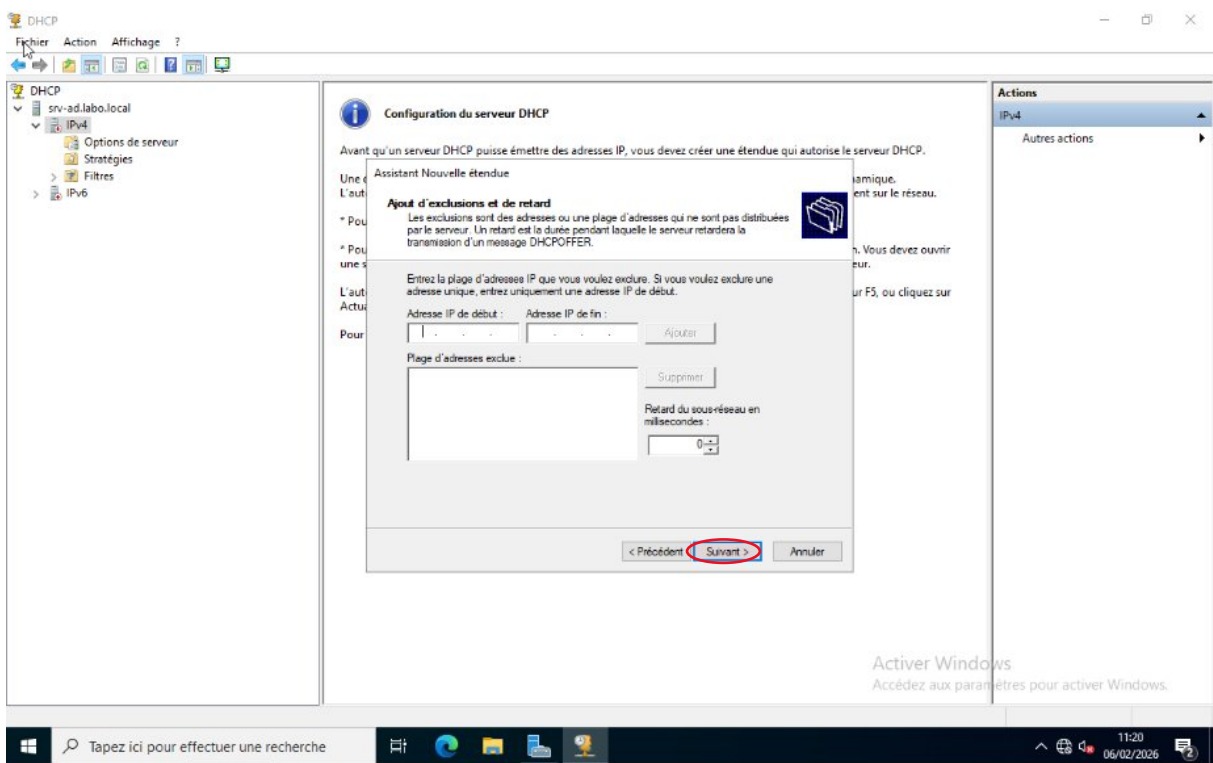 DHCP
Fichier Action Affichage ?
DHCP
srv-ad.labo.local
IPv4
Options de serveur
Stratégies
Filtres
IPv6
Configuration du serveur DHCP
Avant qu'un serveur DHCP puisse émettre des adresses IP, vous devez créer une étendue qui autorise le serveur DHCP.
Une
amique.
L'aut
ent sur le réseau.
* Pou
* Pou
n. Vous devez ouvrir
une s
eur.
L'aut
ur F5, ou cliquez sur
Actua
Pour
Assistant Nouvelle étendue
Ajout d'exclusions et de retard
Les exclusions sont des adresses ou une plage d'adresses qui ne sont pas distribuées
par le serveur. Un retard est la durée pendant laquelle le serveur retardera la
transmission d'un message DHCPOFFER.
Entrez la plage d'adresses IP que vous voulez exclure. Si vous voulez exclure une
adresse unique, entrez uniquement une adresse IP de début.
Adresse IP de début : Adresse IP de fin :
Ajouter
Plage d'adresses exclue :
Supprimer
Retard du sous-réseau en
millisecondes :
0
< Précédent Suivant > Annuler
Actions
IPv4
Autres actions
Activer Windows
Accédez aux paramètres pour activer Windows.
Tapez ici pour effectuer une recherche
11:20
06/02/2026
2